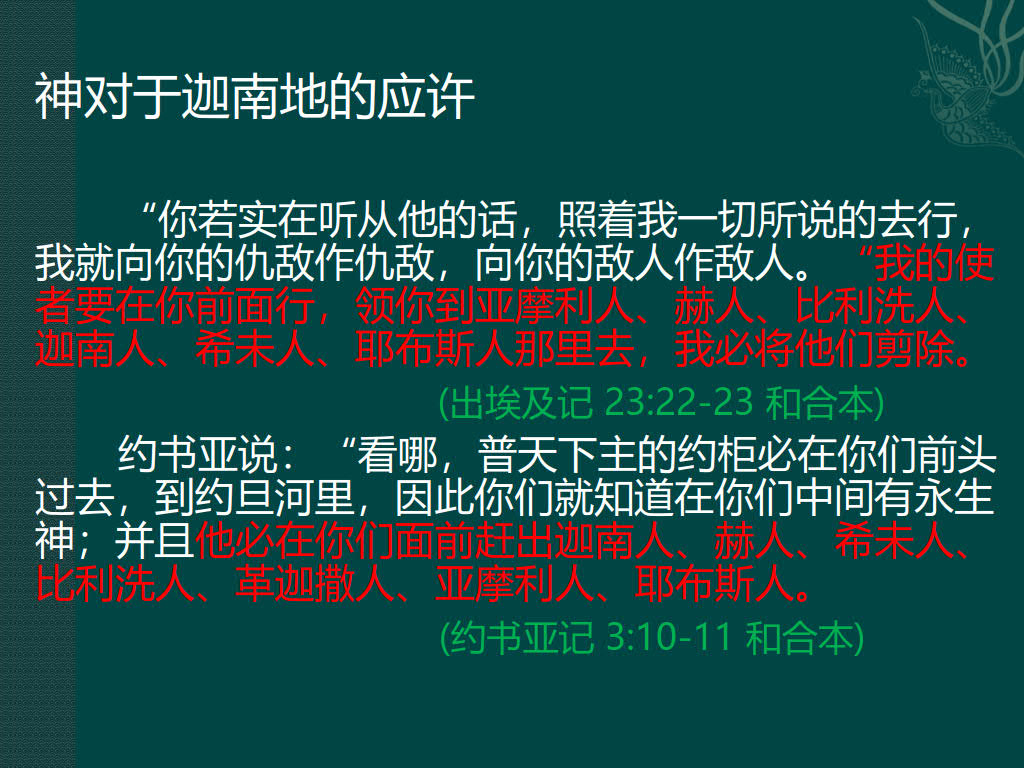 神对于迦南地的应许
“你若实在听从他的话，照着我一切所说的去行，
我就向你的仇敌作仇敌，向你的敌人作敌人。 “我的使
者要在你前面行，领你到亚摩利人、赫人、比利洗人、
迦南人、希未人、耶布斯人那里去，我必将他们剪除。
(出埃及记 23:22-23 和合本)
约书亚说： “看哪，普天下主的约柜必在你们前头
过去，到约旦河里，因此你们就知道在你们中间有永生
神；并且他必在你们面前赶出迦南人、赫人、希未人、
比利洗人、革迦撒人、亚摩利人、耶布斯人。
(约书亚记 3:10-11 和合本)